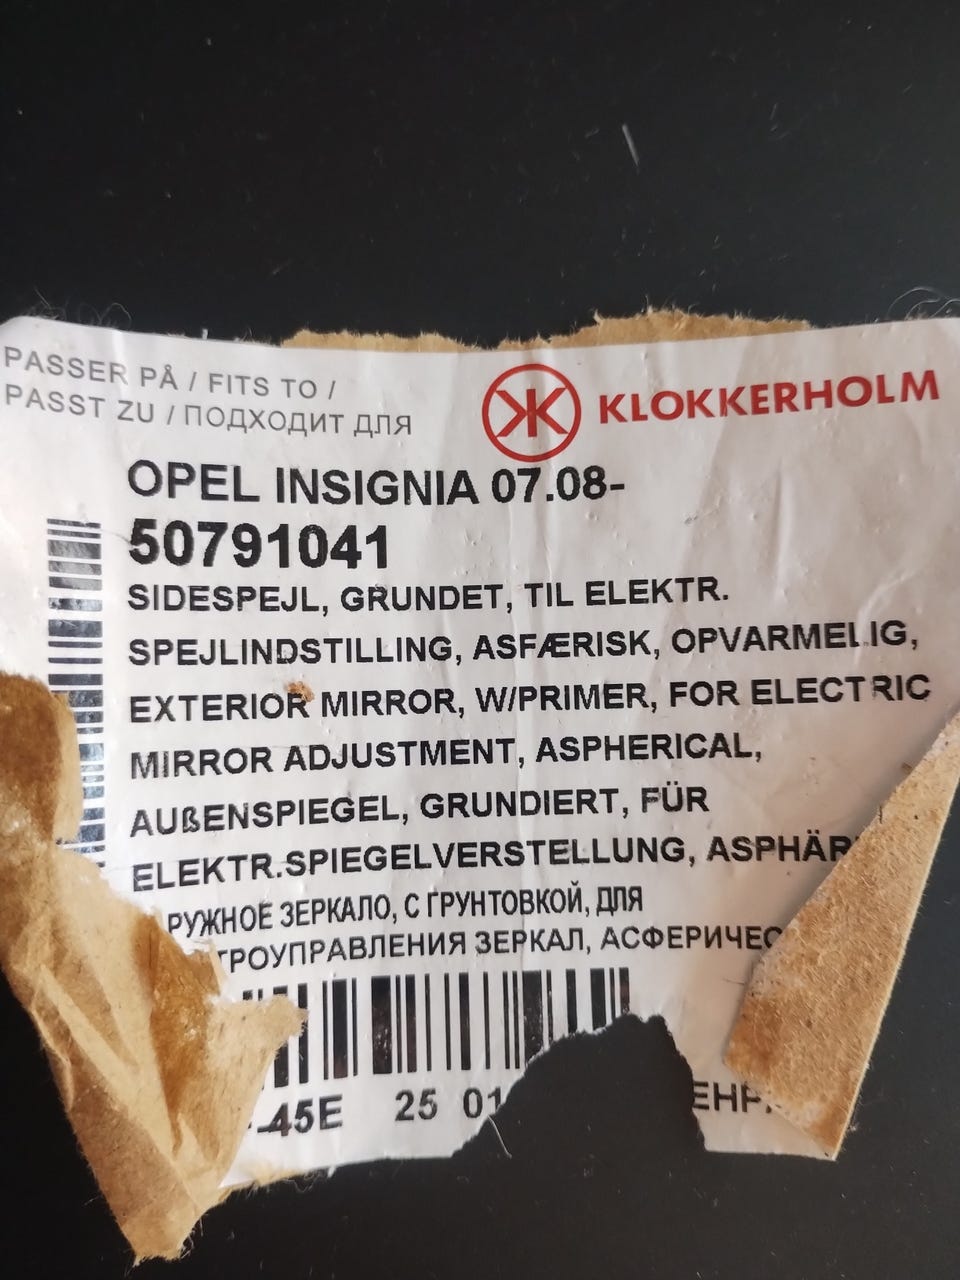 PASSER PÅ / FITS TO /
PASST ZU / ПОДХОДИТ ДЛЯ
KLOKKERHOLM
OPEL INSIGNIA 07.08-
50791041
SIDESPEJL, GRUNDET, TIL ELEKTR.
SPEJLINDSTILLING, ASFÆRISK, OPVARMELIG,
EXTERIOR MIRROR, W/PRIMER, FOR ELECTRIC
MIRROR ADJUSTMENT, ASPHERICAL,
AUßENSPIEGEL, GRUNDIERT, FÜR
ELEKTR.SPIEGELVERSTELLUNG,
ЗЕРКАЛО, С ГРУНТОВКОЙ, ДЛЯ
ЗЕРКАЛ,
45E 25 01